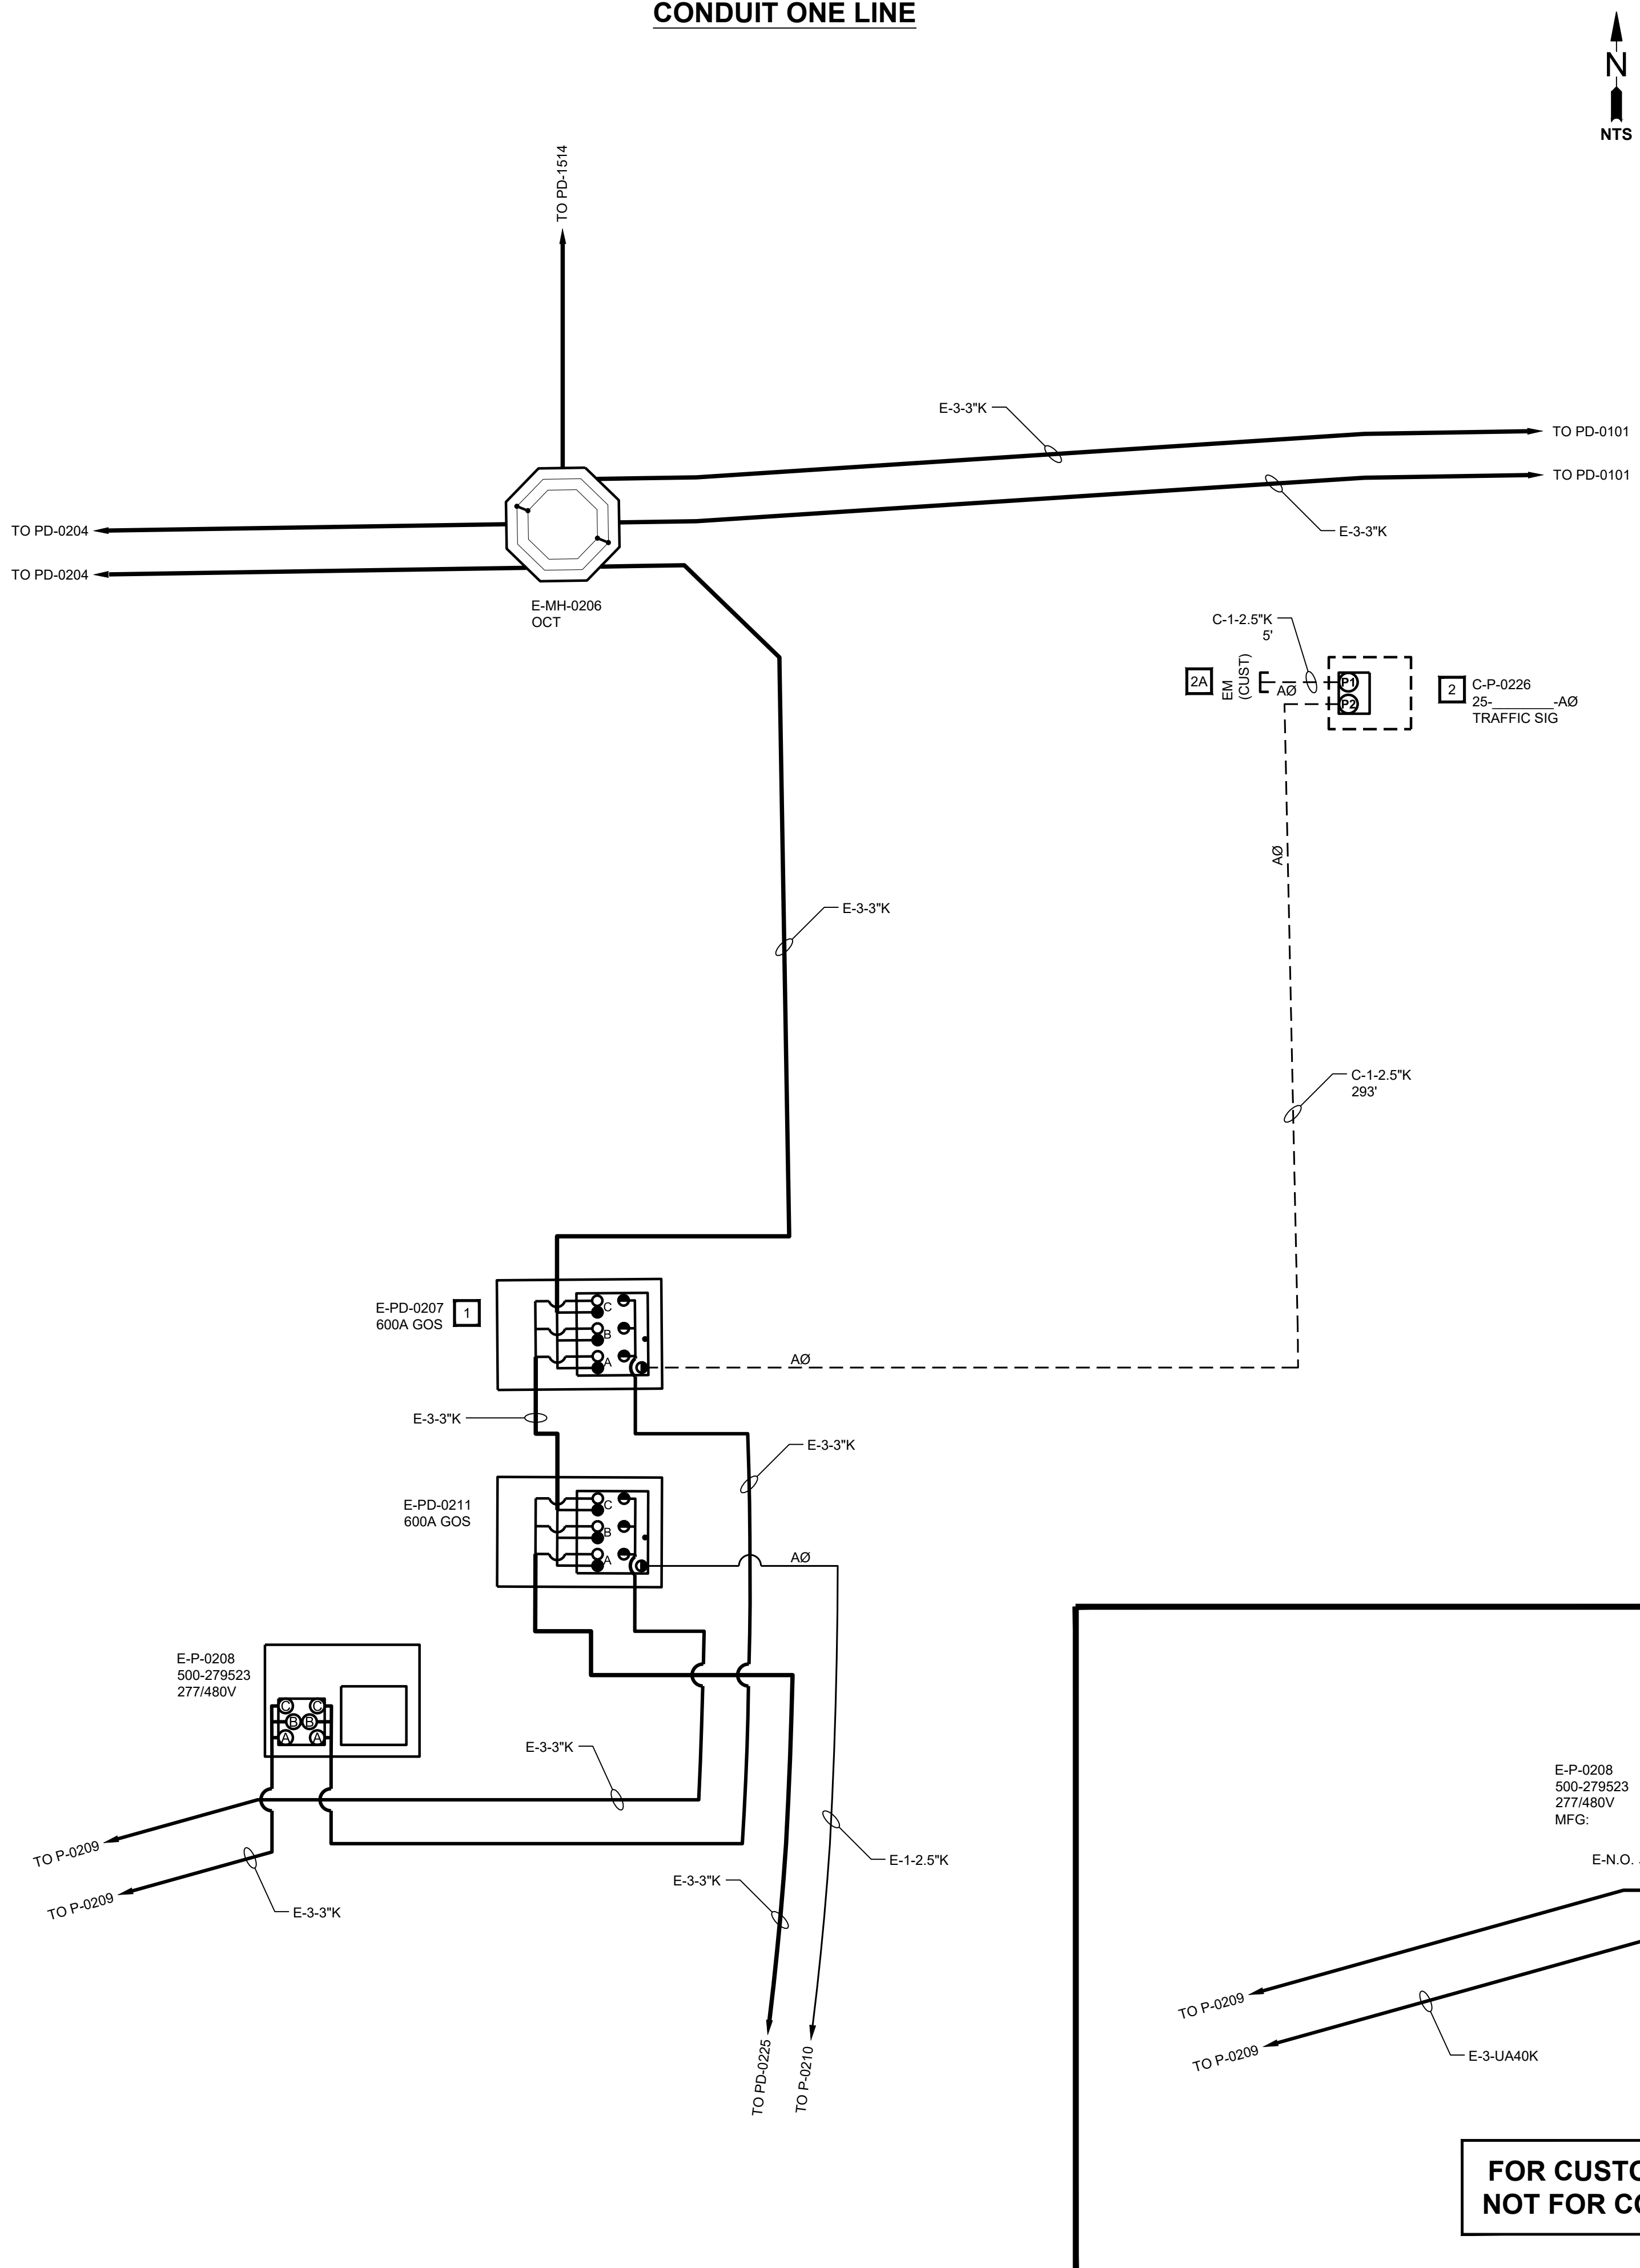 CONDUIT ONE LINE
N
NTS
TO PD-1514
E-3-3"K
TO PD-0101
TO PD-0101
E-3-3"K
TO PD-0204
TO PD-0204
E-MH-0206
OCT
C-1-2.5"K
5'
2A
EM
(CUST)
AØ
P1
P2
2
C-P-0226
25-________-AØ
TRAFFIC SIG
AØ
E-3-3"K
C-1-2.5"K
293'
E-PD-0207
600A GOS
1
C
B
A
AØ
E-3-3"K
E-3-3"K
E-PD-0211
600A GOS
C
B
A
AØ
E-P-0208
500-279523
277/480V
C C
B B
A A
E-3-3"K
TO P-0209
TO P-0209
E-3-3"K
E-3-3"K
E-1-2.5"K
TO PD-0225
TO P-0210
E-P-0208
500-279523
277/480V
MFG:
E-N.O.
TO P-0209
TO P-0209
E-3-UA40K
FOR CUSTO
NOT FOR CO